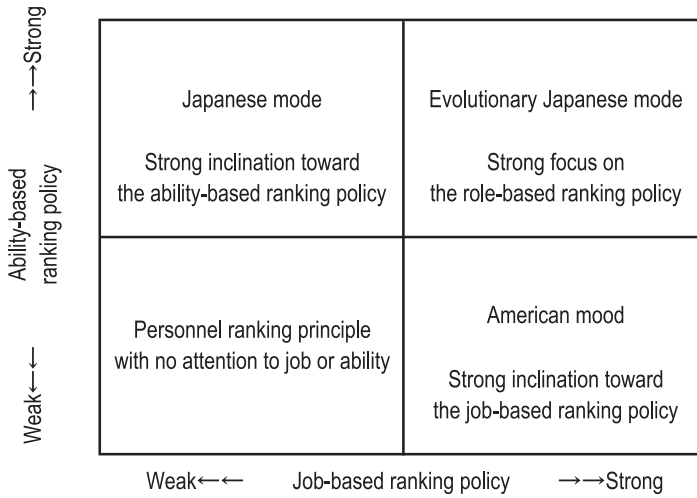 Ability-based
ranking policy
Weak←← →→Strong
Japanese mode
Strong inclination toward
the ability-based ranking policy
Evolutionary Japanese mode
Strong focus on
the role-based ranking policy
Personnel ranking principle
with no attention to job or ability
American mood
Strong inclination toward
the job-based ranking policy
Weak←← Job-based ranking policy →→Strong